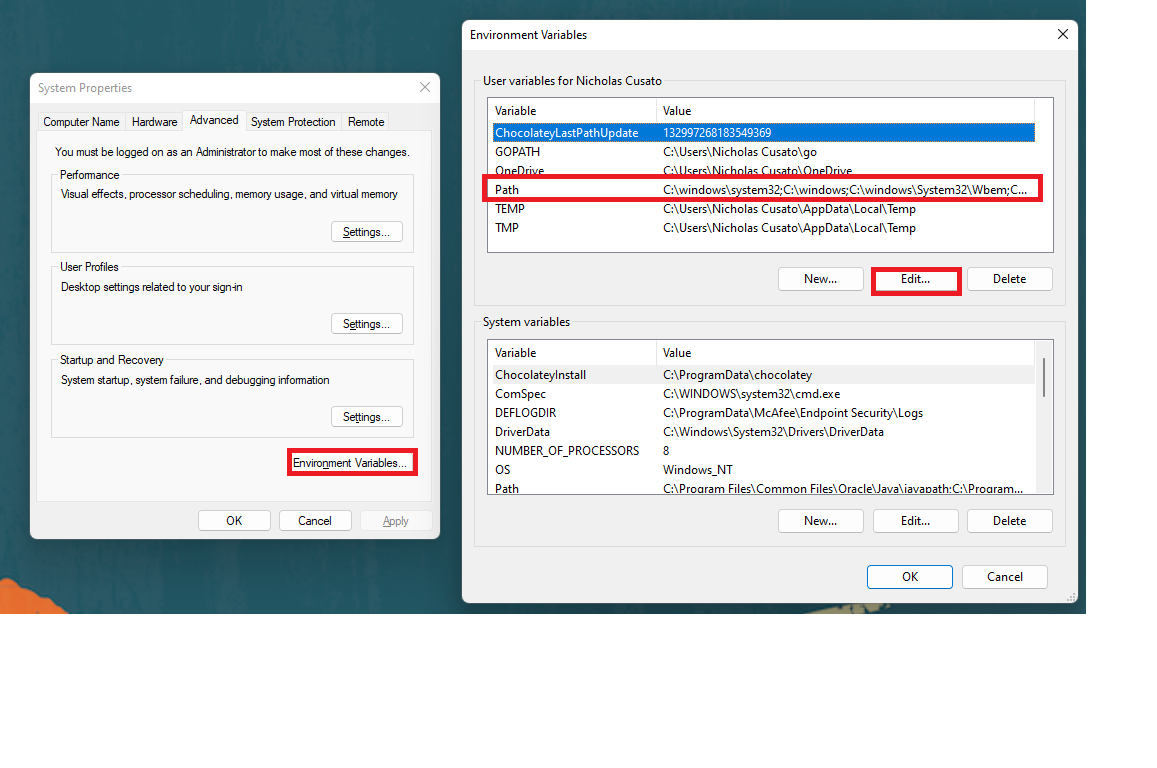 System Properties
Computer Name Hardware Advanced System Protection Remote
You must be logged on as an Administrator to make most of these changes.
Performance
Visual effects, processor scheduling, memory usage, and virtual memory
Settings...
User Profiles
Desktop settings related to your sign-in
Settings...
Startup and Recovery
System startup, system failure, and debugging information
Settings...
Environment Variables...
OK Cancel Apply
Environment Variables
User variables for Nicholas Cusato
Variable Value
ChocolateyLastPathUpdate 132997268183549369
GOPATH C:\Users\Nicholas Cusato\go
OneDrive C:\Users\Nicholas Cusato\OneDrive
Path C:\windows\system32;C:\windows;C:\windows\System32\Wbem;C...
TEMP C:\Users\Nicholas Cusato\AppData\Local\Temp
TMP C:\Users\Nicholas Cusato\AppData\Local\Temp
New... Edit... Delete
System variables
Variable Value
ChocolateyInstall C:\ProgramData\chocolatey
ComSpec C:\WINDOWS\system32\cmd.exe
DEFLOGDIR C:\ProgramData\McAfee\Endpoint Security\Logs
DriverData C:\Windows\System32\Drivers\DriverData
NUMBER_OF_PROCESSORS 8
OS Windows_NT
Path C:\Program Files\Common Files\Oracle\Java\javapath;C:\Program...
New... Edit... Delete
OK Cancel